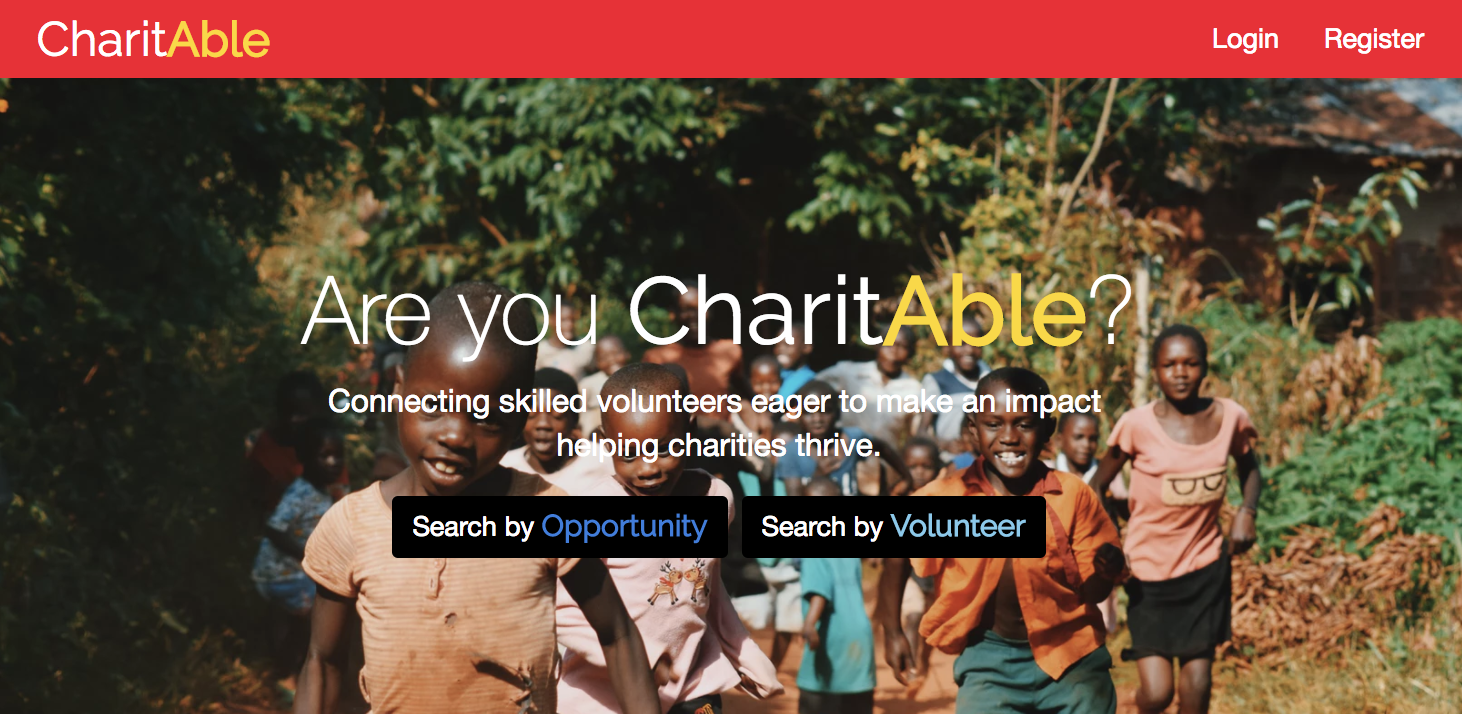 CharitAble
Login
Register
Are you CharitAble?
Connecting skilled volunteers eager to make an impact
helping charities thrive.
Search by Opportunity
Search by Volunteer